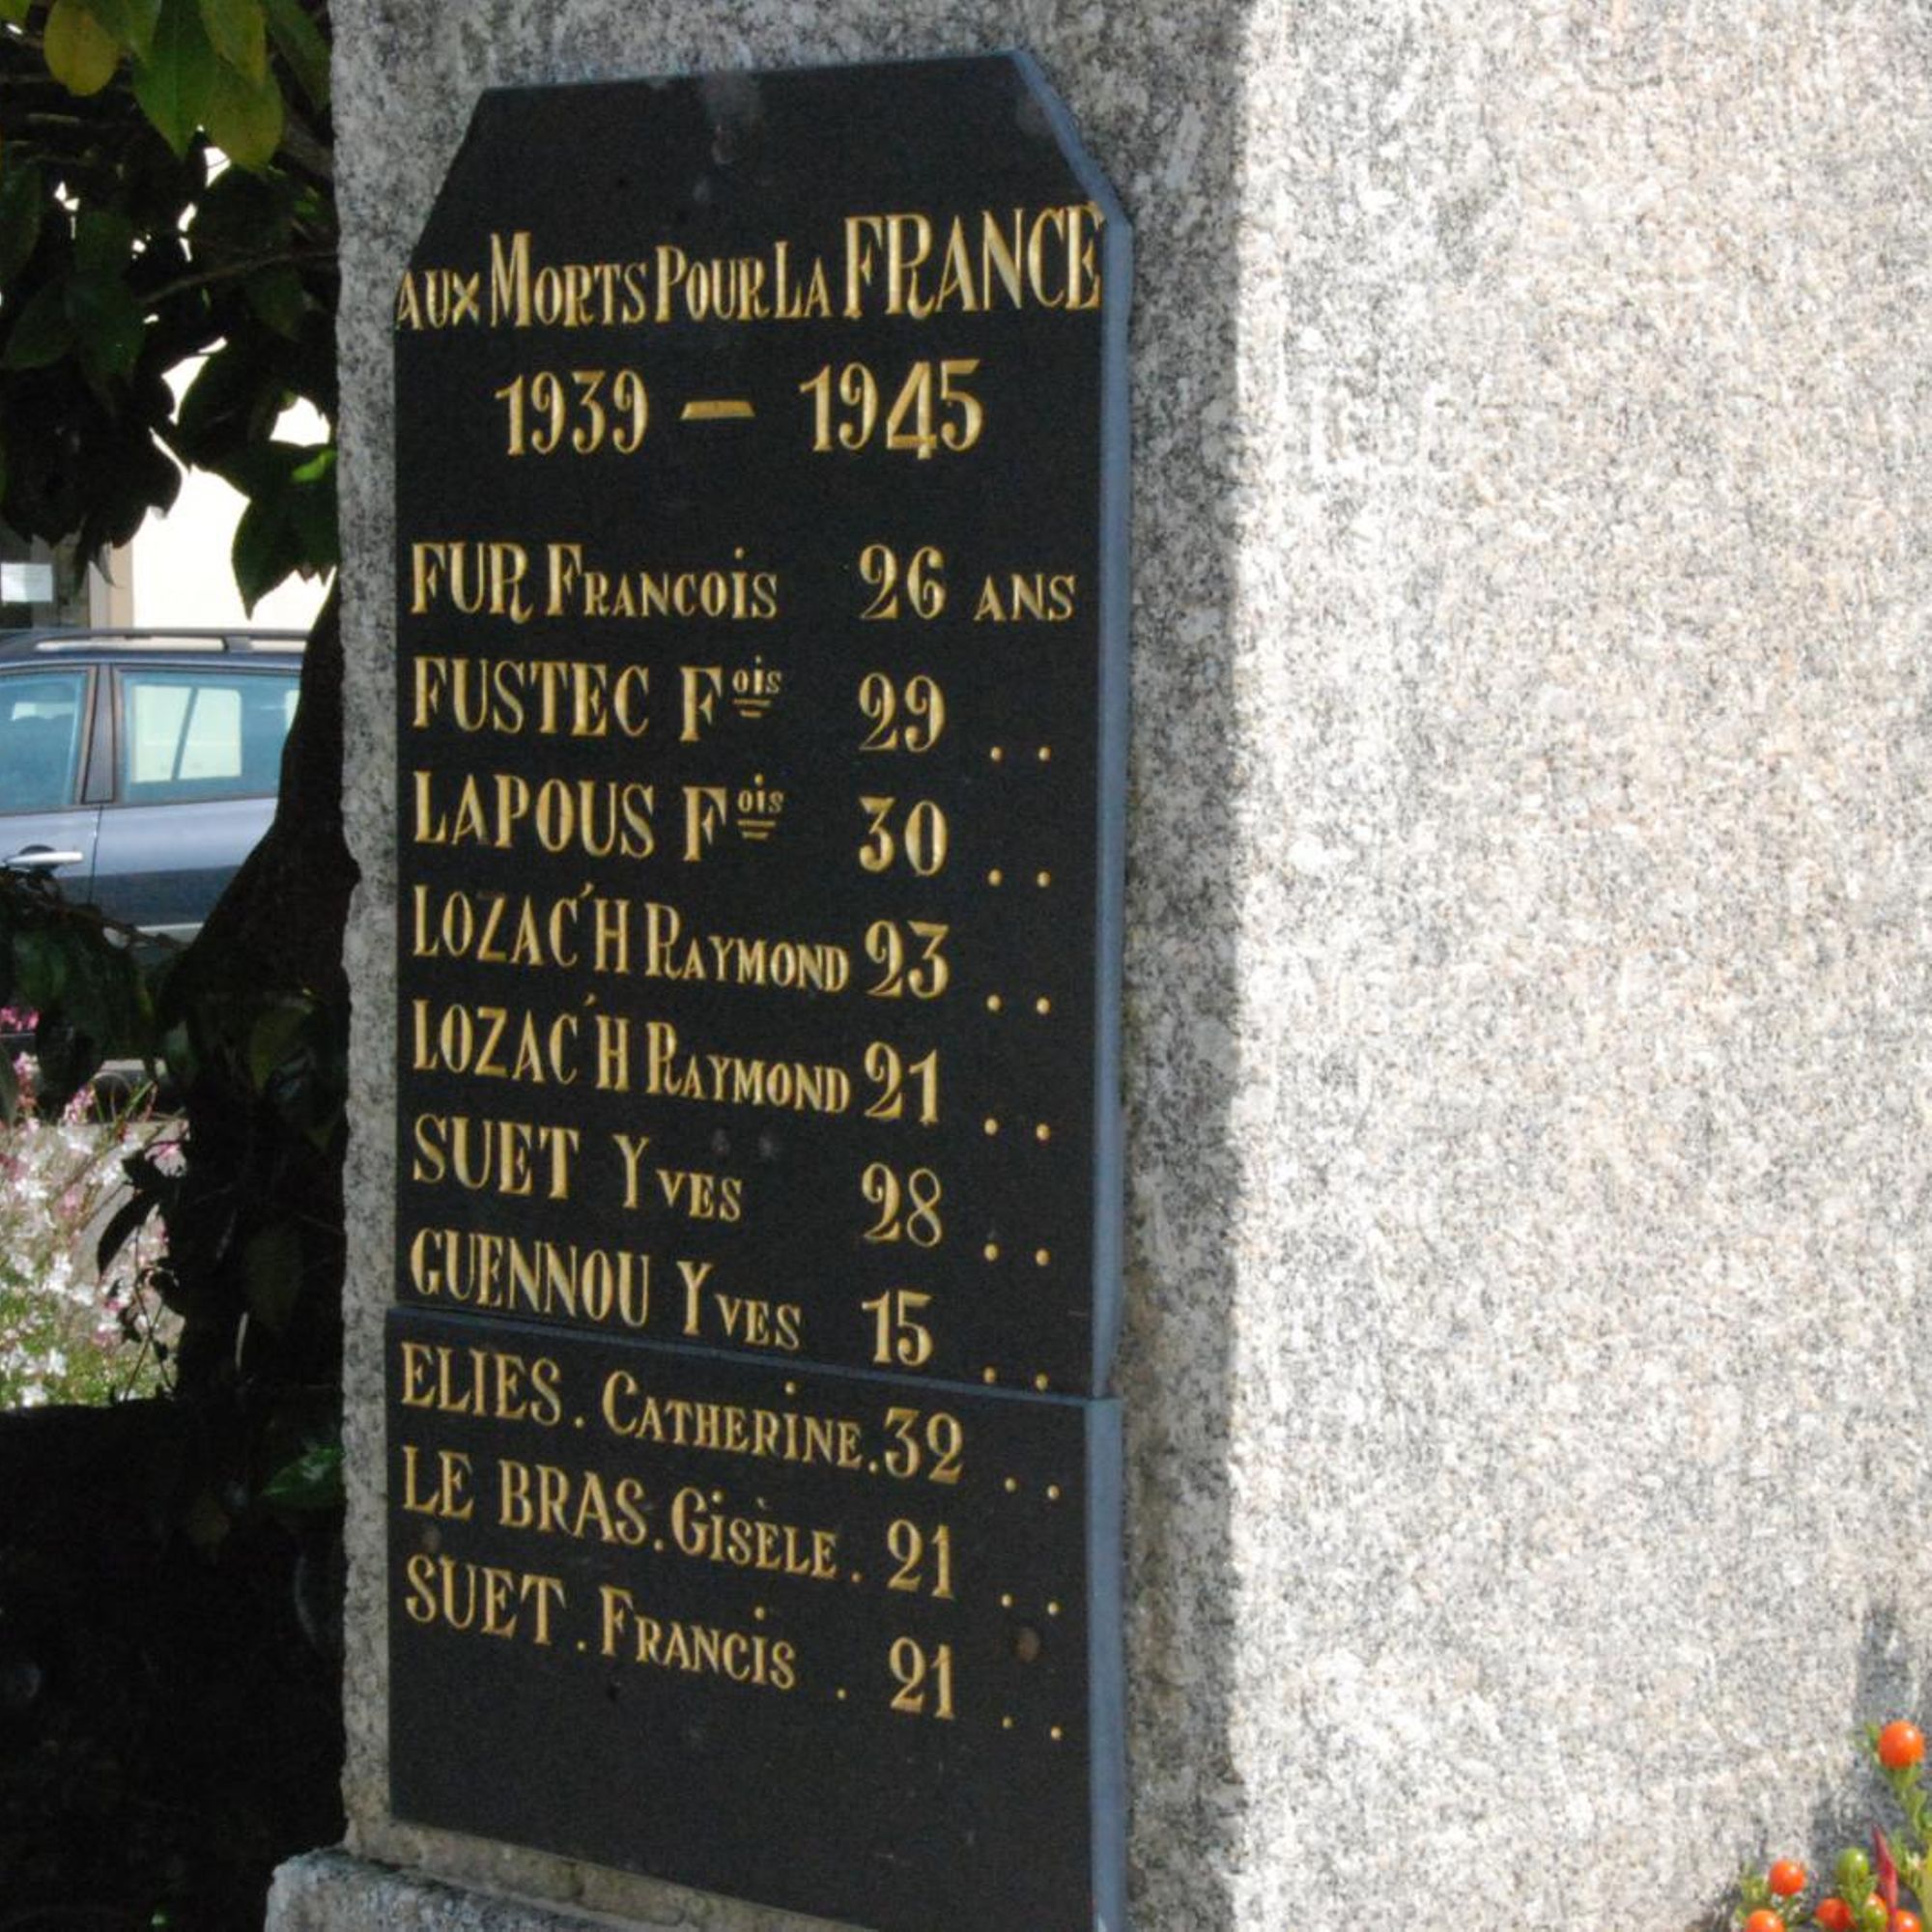 AUX MORTS POUR LA FRANCE
1939 – 1945
FUR FRANCOIS 26 ANS
FUSTEC Fois 29 . .
LAPOUS Fois 30 . .
LOZAC'H RAYMOND 23 . .
LOZAC'H RAYMOND 21 . .
SUET YVES 28 . .
GUENNOU YVES 15 . .
ELIES. CATHERINE. 32 . .
LE BRAS. GISÈLE. 21 . .
SUET. FRANCIS . 21 . .